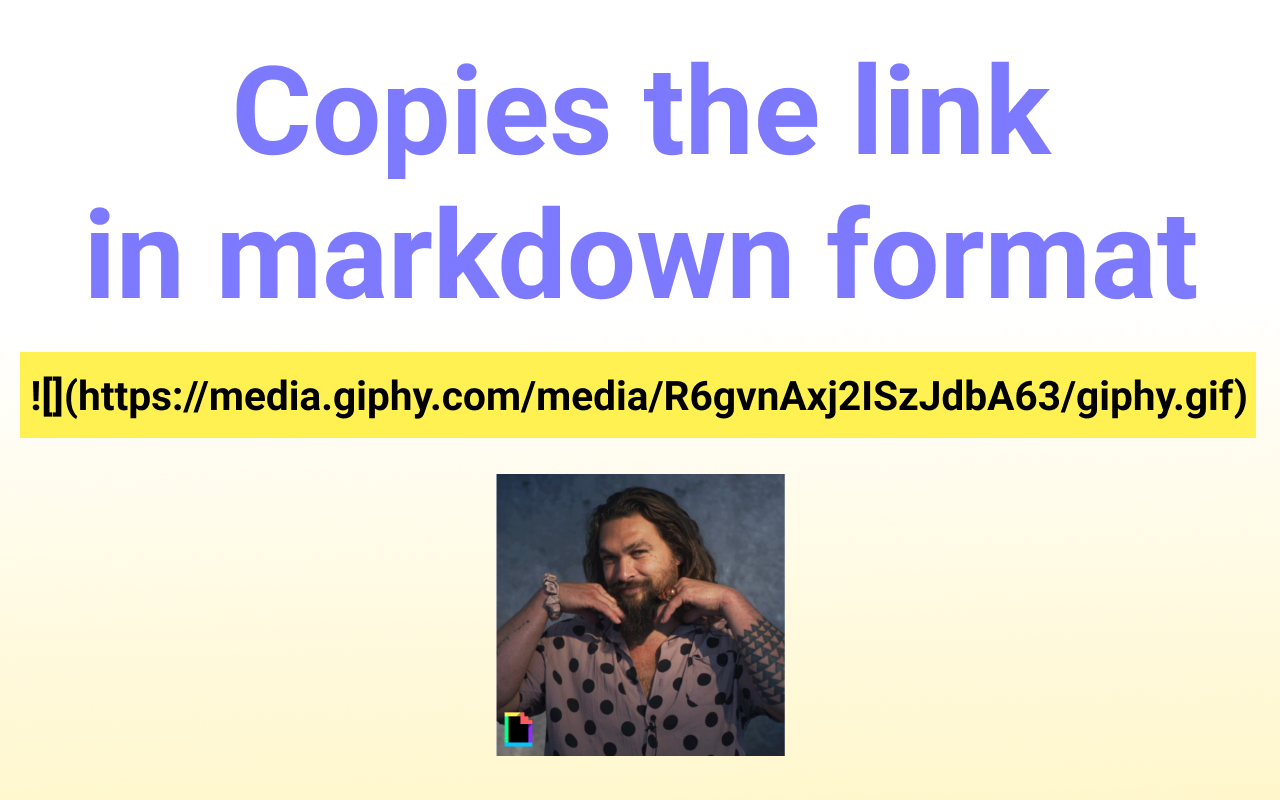 Copies the link
in markdown format
![](https://media.giphy.com/media/R6gvnAxj2ISzJdbA63/giphy.gif)